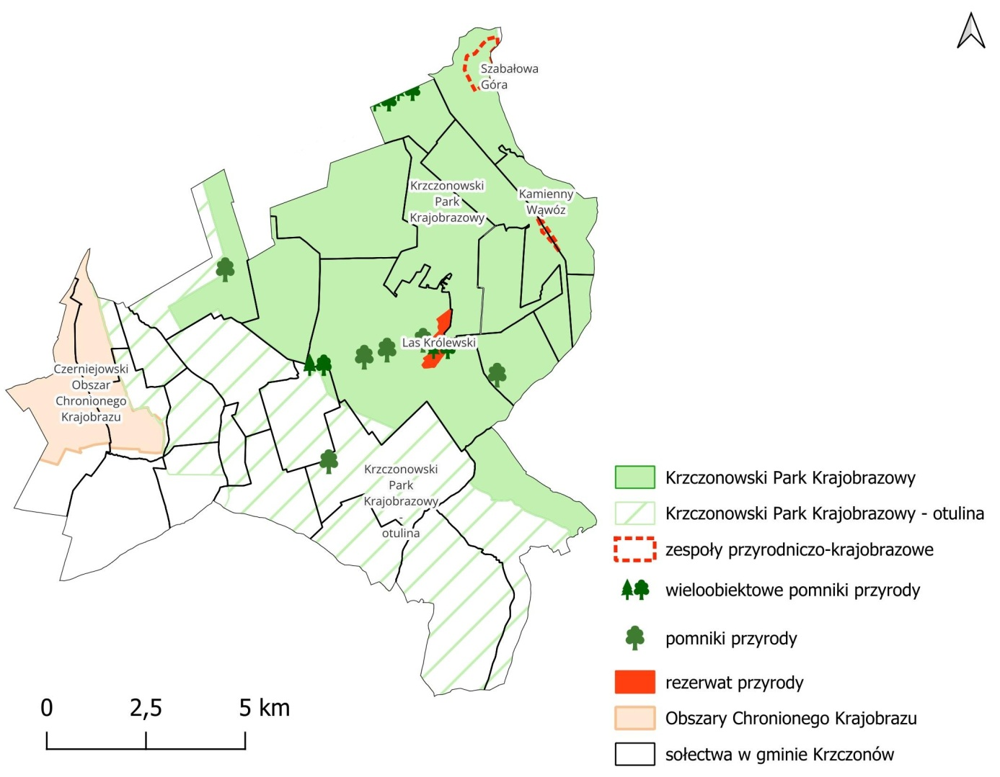 Szabałowa
Góra
Krzczonowski
Park
Krajobrazowy
Kamienny
Wąwóz
Las Królewski
Czerniejowski
Obszar
Chronionego
Krajobrazu
Krzczonowski
Park
Krajobrazowy
-
otulina
Krzczonowski Park Krajobrazowy
Krzczonowski Park Krajobrazowy - otulina
zespoły przyrodniczo-krajobrazowe
wieloobiektowe pomniki przyrody
pomniki przyrody
rezerwat przyrody
Obszary Chronionego Krajobrazu
sołectwa w gminie Krzczonów
0 2,5 5 km